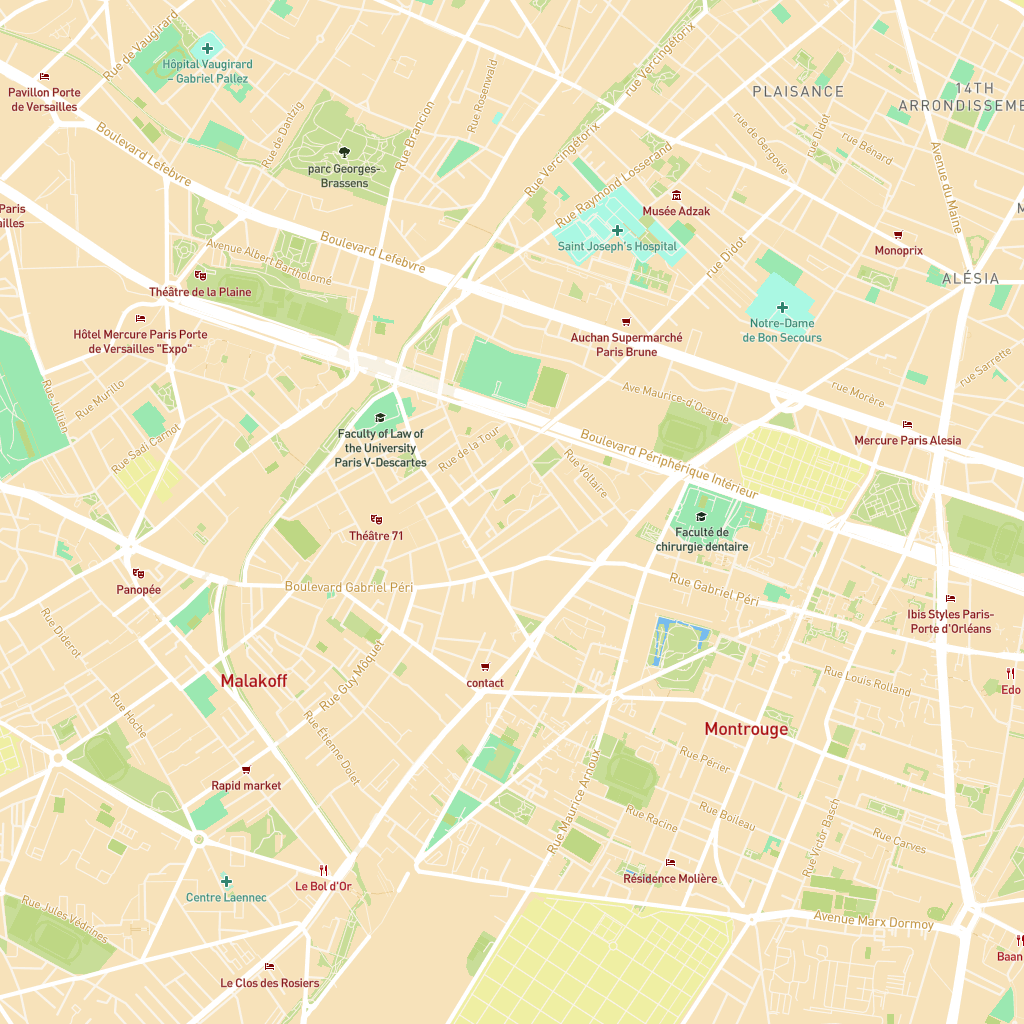 Rue de Vaugirard
Hôpital Vaugirard
- Gabriel Pallez
Pavillon Porte
de Versailles
Boulevard Lefebvre
Rue de Dantzig
parc Georges-
Brassens
Rue Brancion
Rue Rosenwald
rue Vercingétorix
Rue Vercingétorix
Rue Raymond Losserand
PLAISANCE
14TH
ARRONDISSEME
rue de Gergovie
rue Didot
rue Bénard
Avenue du Maine
Musée Adzak
Saint Joseph's Hospital
rue Didot
Monoprix
ALÉSIA
Paris
ailles
Boulevard Lefebvre
Avenue Albert Bartholomé
Théâtre de la Plaine
Hôtel Mercure Paris Porte
de Versailles "Expo"
Notre-Dame
de Bon Secours
Auchan Supermarché
Paris Brune
Rue Jullien
Rue Murillo
Rue Sadi Carnot
Ave Maurice-d'Ocagne
rue Morère
rue Sarrette
Mercure Paris Alesia
Faculty of Law of
the University
Paris V-Descartes
Rue de la Tour
Rue Voltaire
Boulevard Périphérique Intérieur
Théâtre 71
Faculté de
chirurgie dentaire
Panopée
Boulevard Gabriel Péri
Rue Gabriel Péri
Ibis Styles Paris-
Porte d'Orléans
Rue Diderot
Malakoff
Rue Guy Môquet
contact
Rue Louis Rolland
Edo
Rue Hoche
Rue Étienne Dolet
Montrouge
Rue Périer
Rapid market
Rue Maurice Arnoux
Rue Racine
Rue Boileau
Rue Victor Basch
Rue Carves
Le Bol d'Or
Centre Laennec
Résidence Molière
Rue Jules Védrines
Avenue Marx Dormoy
Baan
Le Clos des Rosiers